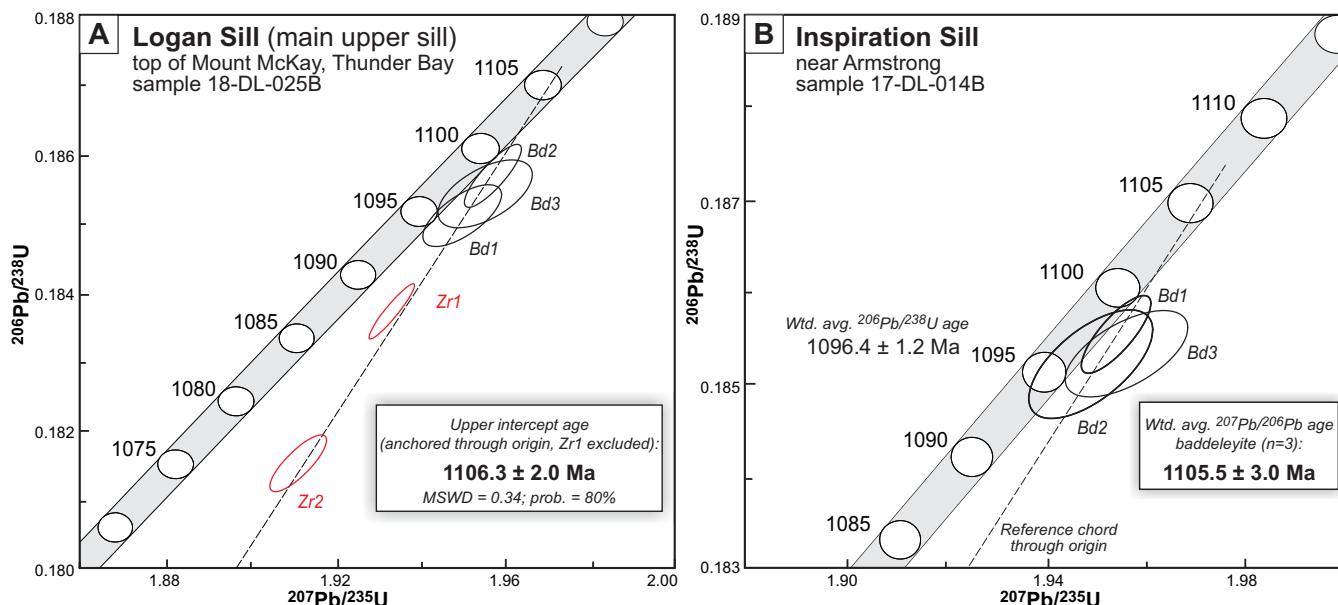 A
Logan Sill (main upper sill)
top of Mount McKay, Thunder Bay
sample 18-DL-025B
0.188
0.186
0.184
0.182
0.180
206Pb/238U
1105
1100
1095
1090
1085
1080
1075
Bd2
Bd3
Bd1
Zr1
Zr2
Upper intercept age
(anchored through origin, Zr1 excluded):
1106.3 ± 2.0 Ma
MSWD = 0.34; prob. = 80%
1.88
1.92
1.96
2.00
207Pb/235U
B
Inspiration Sill
near Armstrong
sample 17-DL-014B
0.189
0.187
0.185
0.183
206Pb/238U
1110
1105
1100
1095
1090
1085
Wtd. avg. 206Pb/238U age
1096.4 ± 1.2 Ma
Bd1
Bd3
Bd2
Wtd. avg. 207Pb/206Pb age
baddeleyite (n=3):
1105.5 ± 3.0 Ma
Reference chord
through origin
1.90
1.94
1.98
207Pb/235U